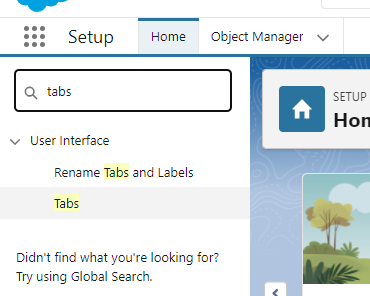 Setup
Home
Object Manager
tabs
User Interface
Rename Tabs and Labels
Tabs
Didn't find what you're looking for?
Try using Global Search.
SETUP
Hom